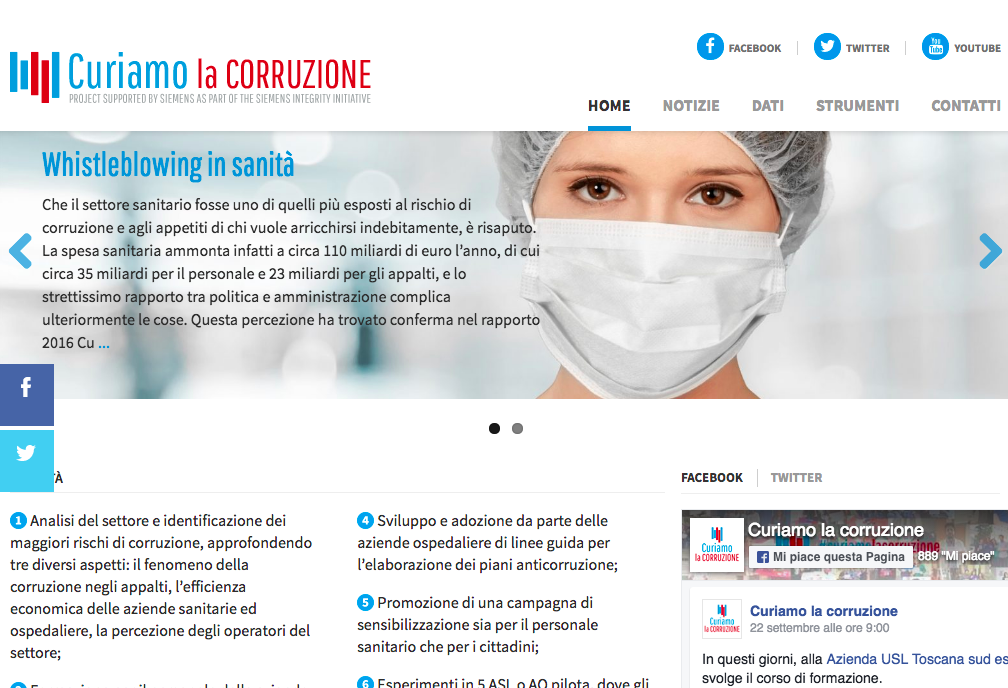 Curiamo la CORRUZIONE
PROJECT SUPPORTED BY SIEMENS AS PART OF THE SIEMENS INTEGRITY INITIATIVE
FACEBOOK
TWITTER
You Tube YOUTUBE
HOME NOTIZIE DATI STRUMENTI CONTATTI
Whistleblowing in sanità
Che il settore sanitario fosse uno di quelli più esposti al rischio di
corruzione e agli appetiti di chi vuole arricchirsi indebitamente, è risaputo.
La spesa sanitaria ammonta infatti a circa 110 miliardi di euro l'anno, di cui
circa 35 miliardi per il personale e 23 miliardi per gli appalti, e lo
strettissimo rapporto tra politica e amministrazione complica
ulteriormente le cose. Questa percezione ha trovato conferma nel rapporto
2016 Cu ...
TÀ
1 Analisi del settore e identificazione dei
maggiori rischi di corruzione, approfondendo
tre diversi aspetti: il fenomeno della
corruzione negli appalti, l'efficienza
economica delle aziende sanitarie ed
ospedaliere, la percezione degli operatori del
settore;
4 Sviluppo e adozione da parte delle
aziende ospedaliere di linee guida per
l'elaborazione dei piani anticorruzione;
5 Promozione di una campagna di
sensibilizzazione sia per il personale
sanitario che per i cittadini;
6 Esperimenti in 5 ASL o AO pilota, dove gli
FACEBOOK TWITTER
Curiamo la CORRUZIONE
Curiamo la corruzione
Mi piace questa Pagina 889 "Mi piace"
Curiamo la CORRUZIONE
Curiamo la corruzione
22 settembre alle ore 9:00
In questi giorni, alla Azienda USL Toscana sud es
svolge il corso di formazione.